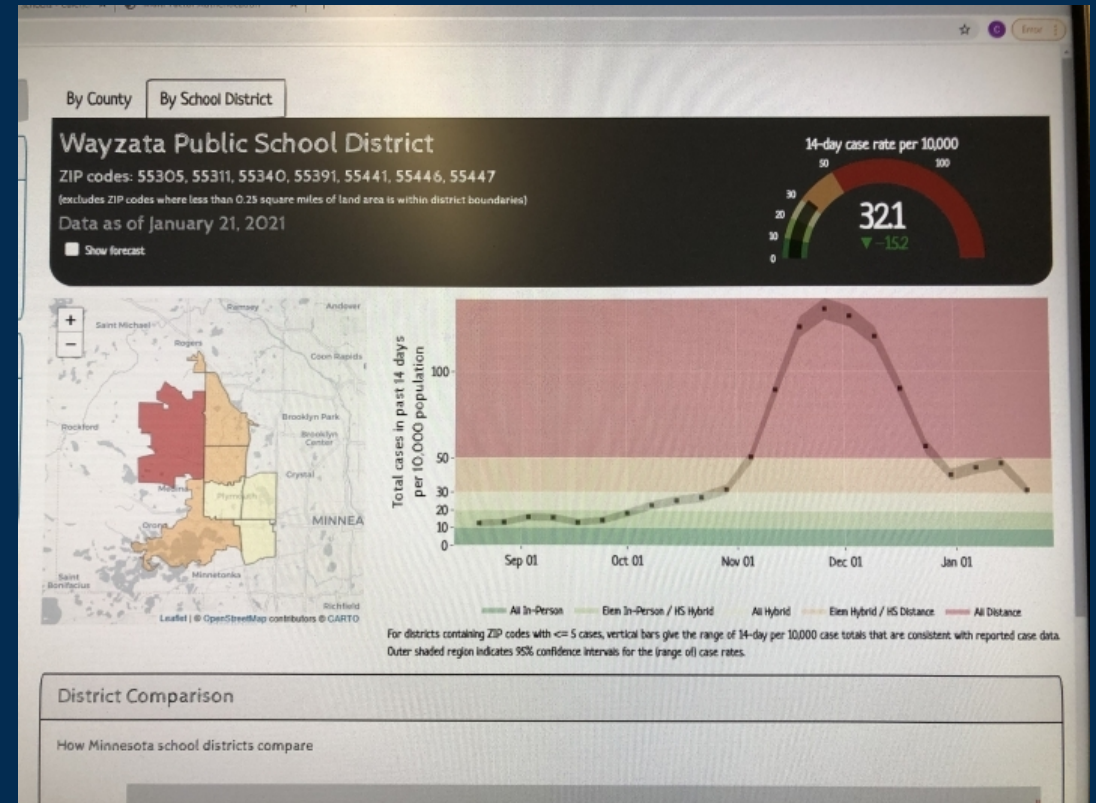 Error
By County
By School District
Wayzata Public School District
ZIP codes: 55305, 55311, 55340, 55391, 55441, 55446, 55447
(excludes ZIP codes where less than 0.25 square miles of land area is within district boundaries)
Data as of January 21, 2021
Show forecast
14-day case rate per 10,000
0
10
20
30
50
100
321
▼ -152
+
−
Ramsey
Andover
Saint Michael
Rogers
Coon Rapids
Rockford
Brooklyn Park
Brooklyn
Center
Crystal
Medina
Plymouth
MINNEA
Orono
Saint
Bonifacius
Minnetonka
Richfield
Leaflet | © OpenStreetMap contributors © CARTO
Total cases in past 14 days
per 10,000 population
100
50
30
20
10
0
Sep 01
Oct 01
Nov 01
Dec 01
Jan 01
All In-Person
Elem In-Person / HS Hybrid
All Hybrid
Elem Hybrid / HS Distance
All Distance
For districts containing ZIP codes with <= 5 cases, vertical bars give the range of 14-day per 10,000 case totals that are consistent with reported case data.
Outer shaded region indicates 95% confidence intervals for the (range of) case rates.
District Comparison
How Minnesota school districts compare